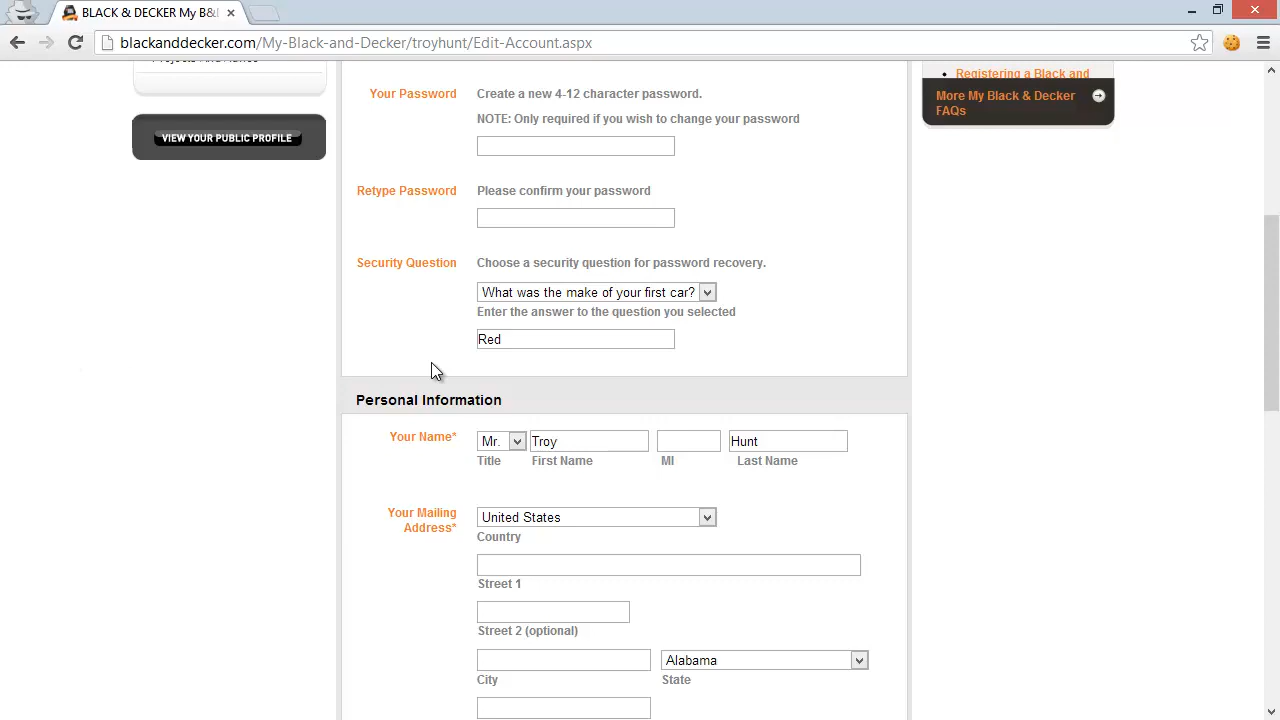 BLACK & DECKER My B&
blackanddecker.com/My-Black-and-Decker/troyhunt/Edit-Account.aspx
VIEW YOUR PUBLIC PROFILE
Registering a Black and
More My Black & Decker
FAQs
Your Password
Create a new 4-12 character password.
NOTE: Only required if you wish to change your password
Retype Password
Please confirm your password
Security Question
Choose a security question for password recovery.
What was the make of your first car?
Enter the answer to the question you selected
Red
Personal Information
Your Name*
Mr.
Troy
Hunt
Title
First Name
MI
Last Name
Your Mailing
Address*
United States
Country
Street 1
Street 2 (optional)
Alabama
City
State